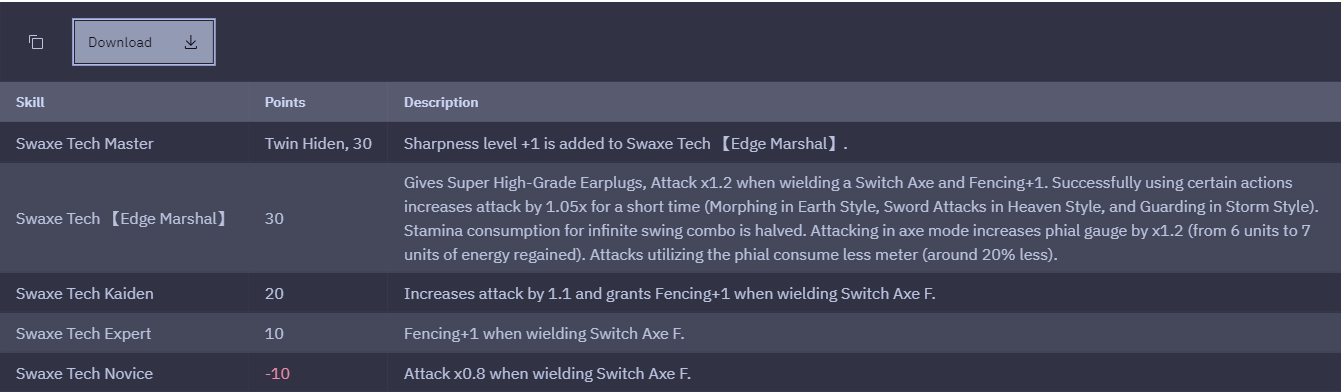 Download
Skill Points Description
Swaxe Tech Master Twin Hiden, 30 Sharpness level +1 is added to Swaxe Tech 【Edge Marshal】.
Gives Super High-Grade Earplugs, Attack x1.2 when wielding a Switch Axe and Fencing+1. Successfully using certain actions
increases attack by 1.05x for a short time (Morphing in Earth Style, Sword Attacks in Heaven Style, and Guarding in Storm Style).
Swaxe Tech 【Edge Marshal】 30
Stamina consumption for infinite swing combo is halved. Attacking in axe mode increases phial gauge by x1.2 (from 6 units to 7
units of energy regained). Attacks utilizing the phial consume less meter (around 20% less).
Swaxe Tech Kaiden 20 Increases attack by 1.1 and grants Fencing+1 when wielding Switch Axe F.
Swaxe Tech Expert 10 Fencing+1 when wielding Switch Axe F.
Swaxe Tech Novice -10 Attack x0.8 when wielding Switch Axe F.